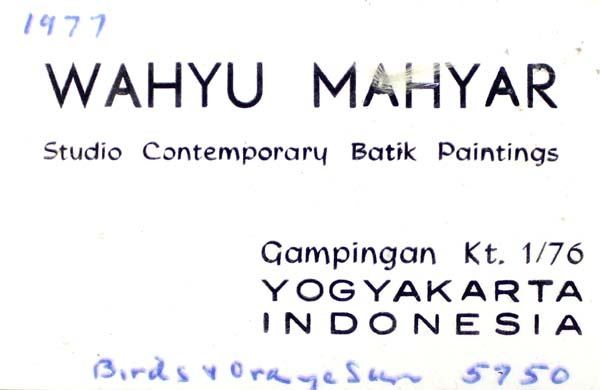 1977
WAHYU MAHYAR
Studio Contemporary Batik Paintings
Gampingan Kt. 1/76
YOGYAKARTA
INDONESIA
Birds & Orange Sun 5750